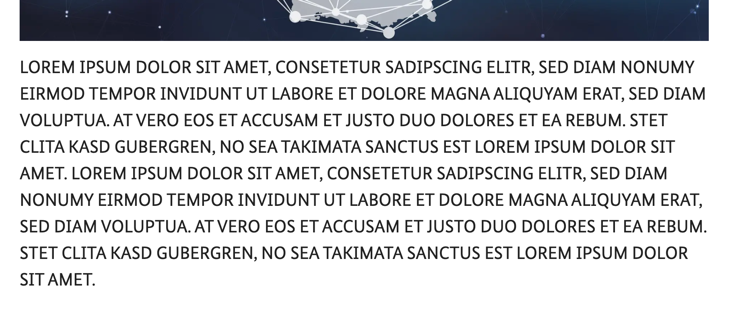 LOREM IPSUM DOLOR SIT AMET, CONSETETUR SADIPSCING ELITR, SED DIAM NONUMY
EIRMOD TEMPOR INVIDUNT UT LABORE ET DOLORE MAGNA ALIQUYAM ERAT, SED DIAM
VOLUPTUA. AT VERO EOS ET ACCUSAM ET JUSTO DUO DOLORES ET EA REBUM. STET
CLITA KASD GUBERGREN, NO SEA TAKIMATA SANCTUS EST LOREM IPSUM DOLOR SIT
AMET. LOREM IPSUM DOLOR SIT AMET, CONSETETUR SADIPSCING ELITR, SED DIAM
NONUMY EIRMOD TEMPOR INVIDUNT UT LABORE ET DOLORE MAGNA ALIQUYAM ERAT,
SED DIAM VOLUPTUA. AT VERO EOS ET ACCUSAM ET JUSTO DUO DOLORES ET EA REBUM.
STET CLITA KASD GUBERGREN, NO SEA TAKIMATA SANCTUS EST LOREM IPSUM DOLOR
SIT AMET.